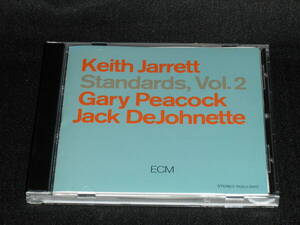 Keith Jarrett
Standards, Vol. 2
Gary Peacock
Jack DeJohnette
ECM